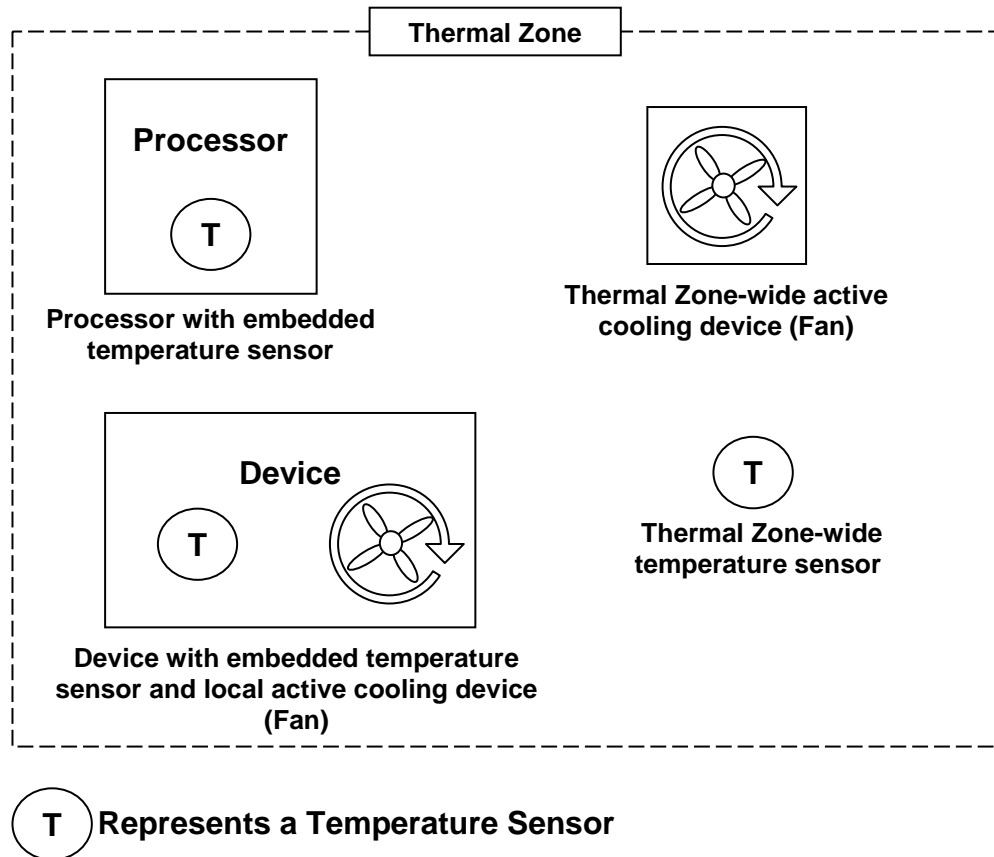 Thermal Zone
Processor
T
Processor with embedded
temperature sensor
Thermal Zone-wide active
cooling device (Fan)
Device
T
Device with embedded temperature
sensor and local active cooling device
(Fan)
T
Thermal Zone-wide
temperature sensor
T Represents a Temperature Sensor